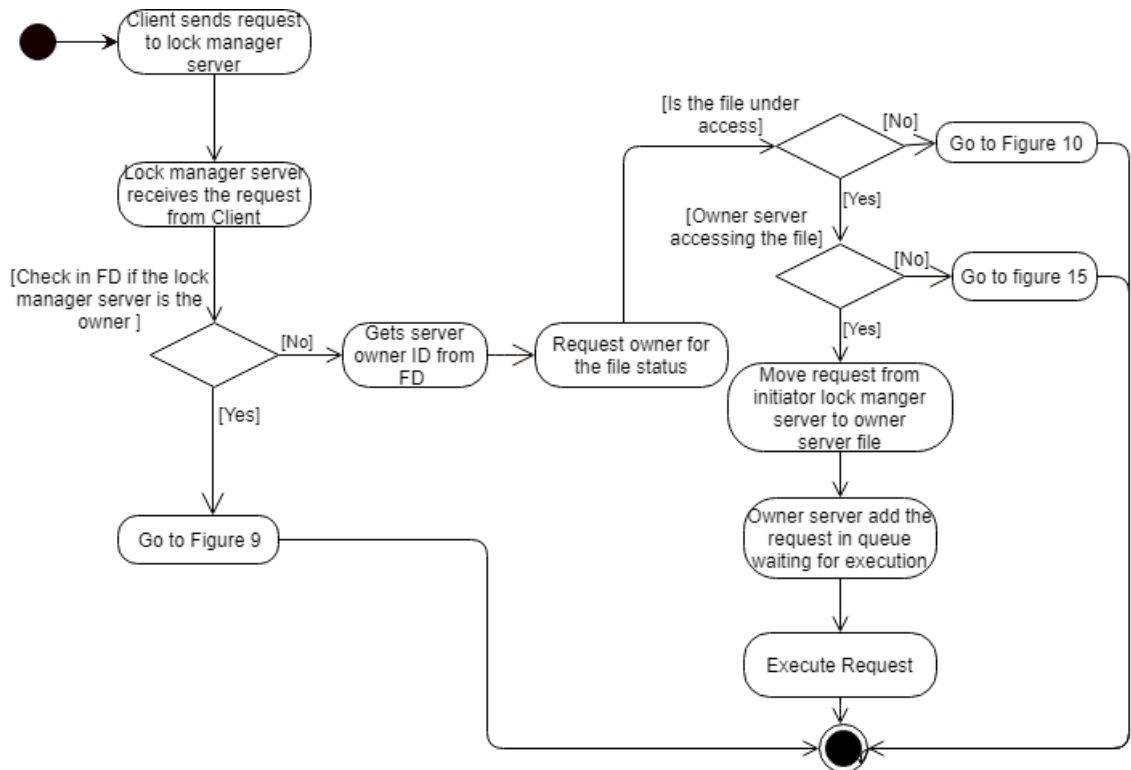 Client sends request
to lock manager
server
Lock manager server
receives the request
from Client
[Check in FD if the lock
manager server is the
owner ]
[No]
Gets server
owner ID from
FD
Request owner for
the file status
[Yes]
Go to Figure 9
[Is the file under
access]
[No]
Go to Figure 10
[Yes]
[Owner server
accessing the file]
[No]
Go to figure 15
[Yes]
Move request from
initiator lock manger
server to owner
server file
Owner server add the
request in queue
waiting for execution
Execute Request